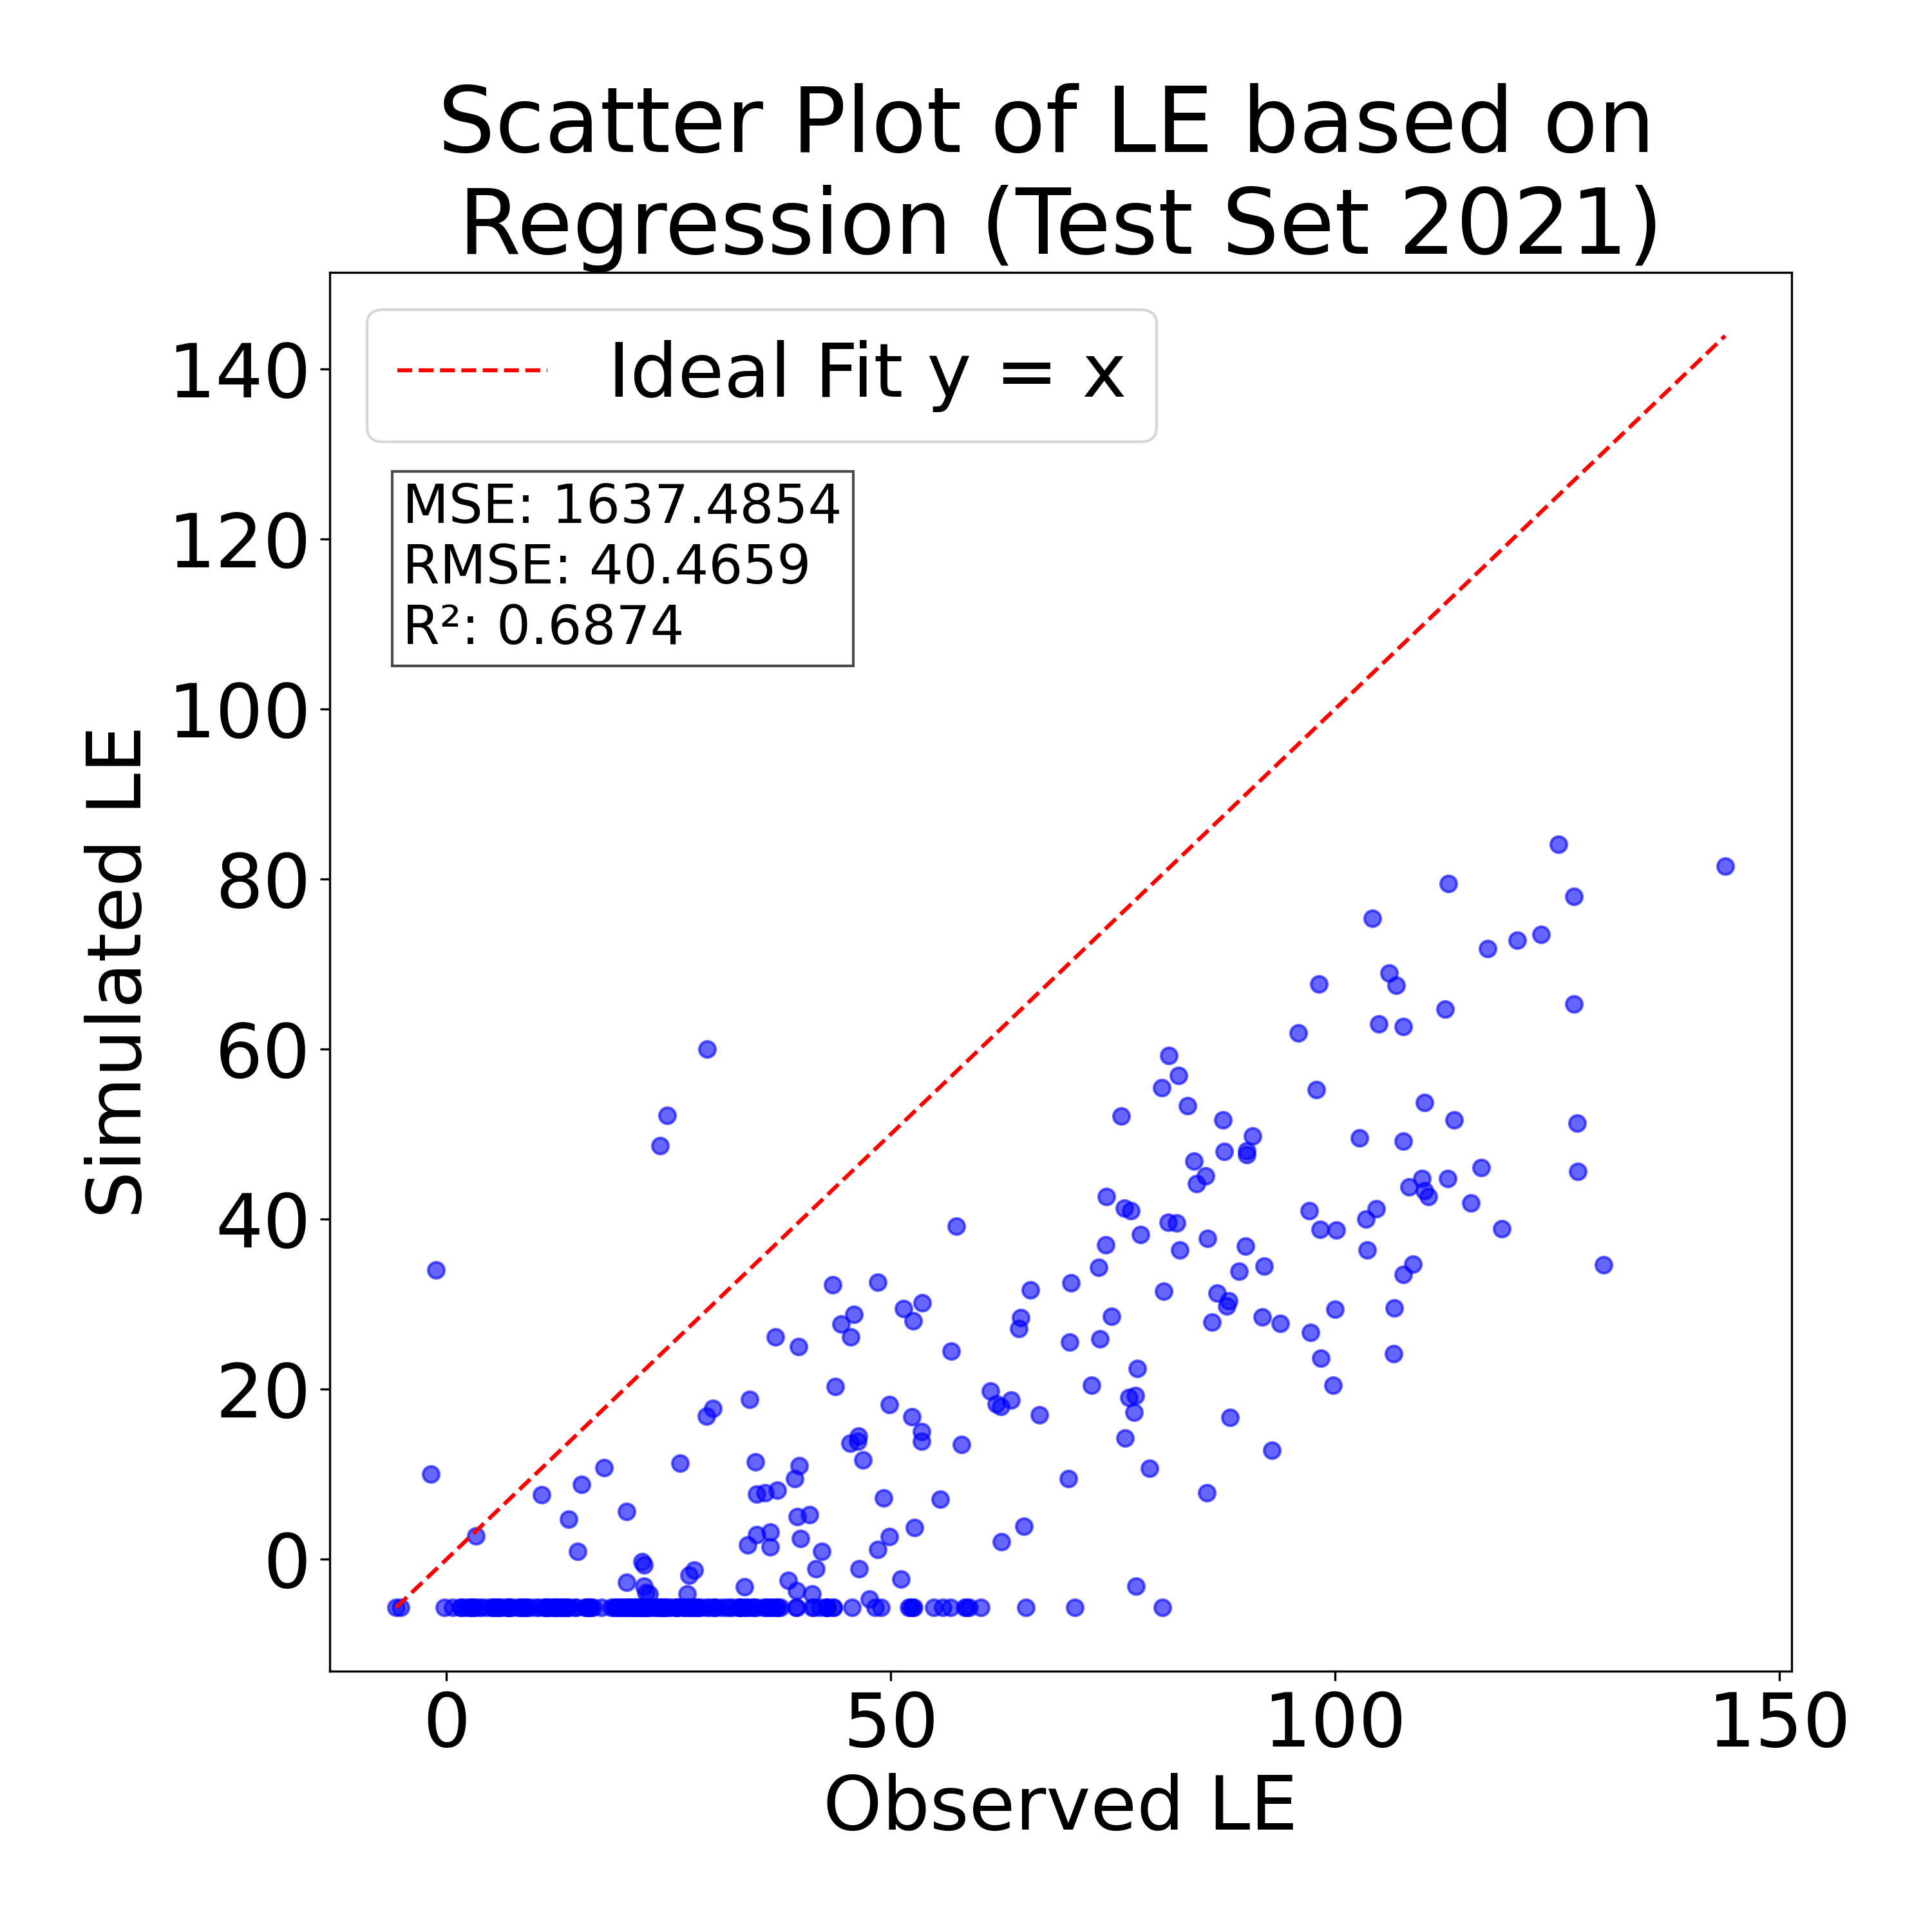 Scatter Plot of LE based on
Regression (Test Set 2021)
Ideal Fit y = x
MSE: 1637.4854
RMSE: 40.4659
R²: 0.6874
Simulated LE
140
120
100
80
60
40
20
0
0 50 100 150
Observed LE